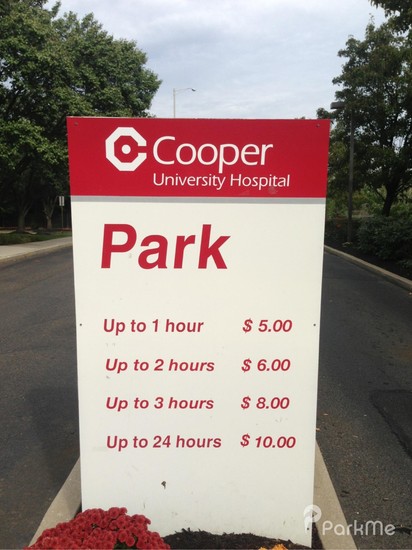 Cooper
University Hospital
Park
Up to 1 hour $ 5.00
Up to 2 hours $ 6.00
Up to 3 hours $ 8.00
Up to 24 hours $ 10.00
ParkMe